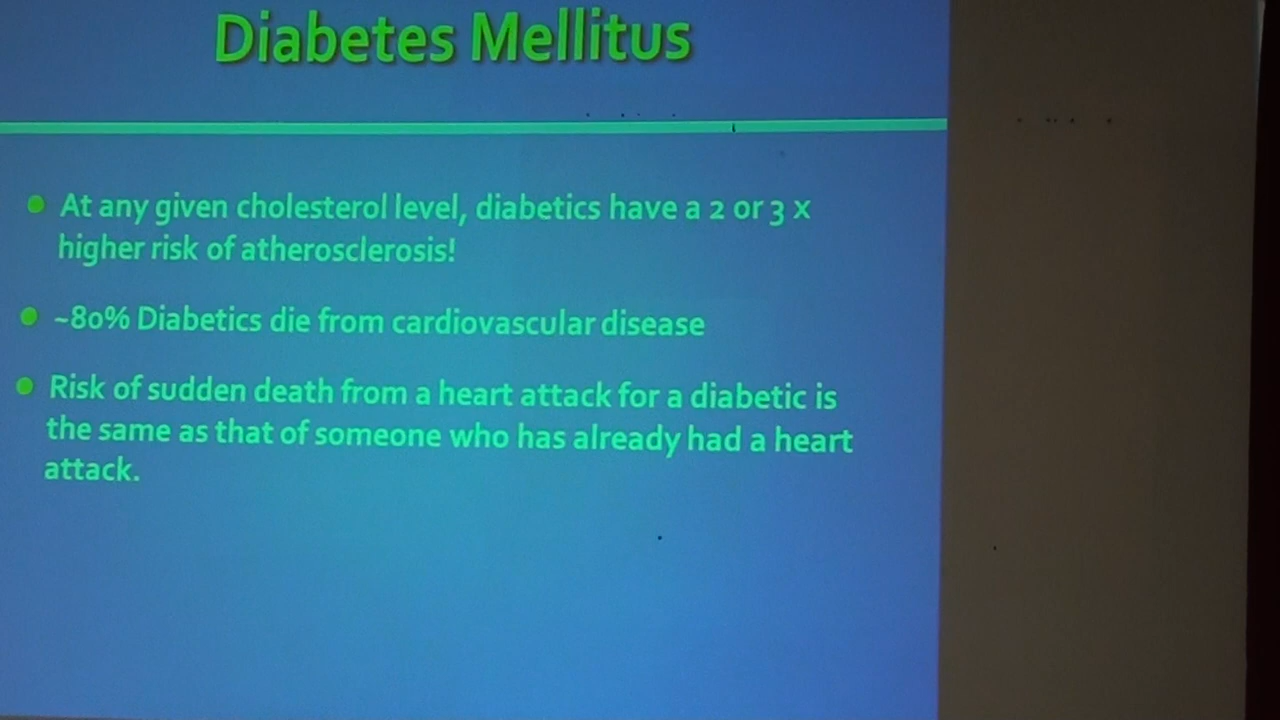 Diabetes Mellitus
At any given cholesterol level, diabetics have a 2 or 3 x
higher risk of atherosclerosis!
~80% Diabetics die from cardiovascular disease
Risk of sudden death from a heart attack for a diabetic is
the same as that of someone who has already had a heart
attack.